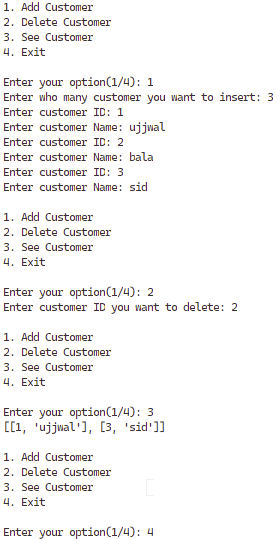 1. Add Customer
2. Delete Customer
3. See Customer
4. Exit
Enter your option(1/4): 1
Enter who many customer you want to insert: 3
Enter customer ID: 1
Enter customer Name: ujjwal
Enter customer ID: 2
Enter customer Name: bala
Enter customer ID: 3
Enter customer Name: sid
1. Add Customer
2. Delete Customer
3. See Customer
4. Exit
Enter your option(1/4): 2
Enter customer ID you want to delete: 2
1. Add Customer
2. Delete Customer
3. See Customer
4. Exit
Enter your option(1/4): 3
[[1, 'ujjwal'], [3, 'sid']]
1. Add Customer
2. Delete Customer
3. See Customer
4. Exit
Enter your option(1/4): 4